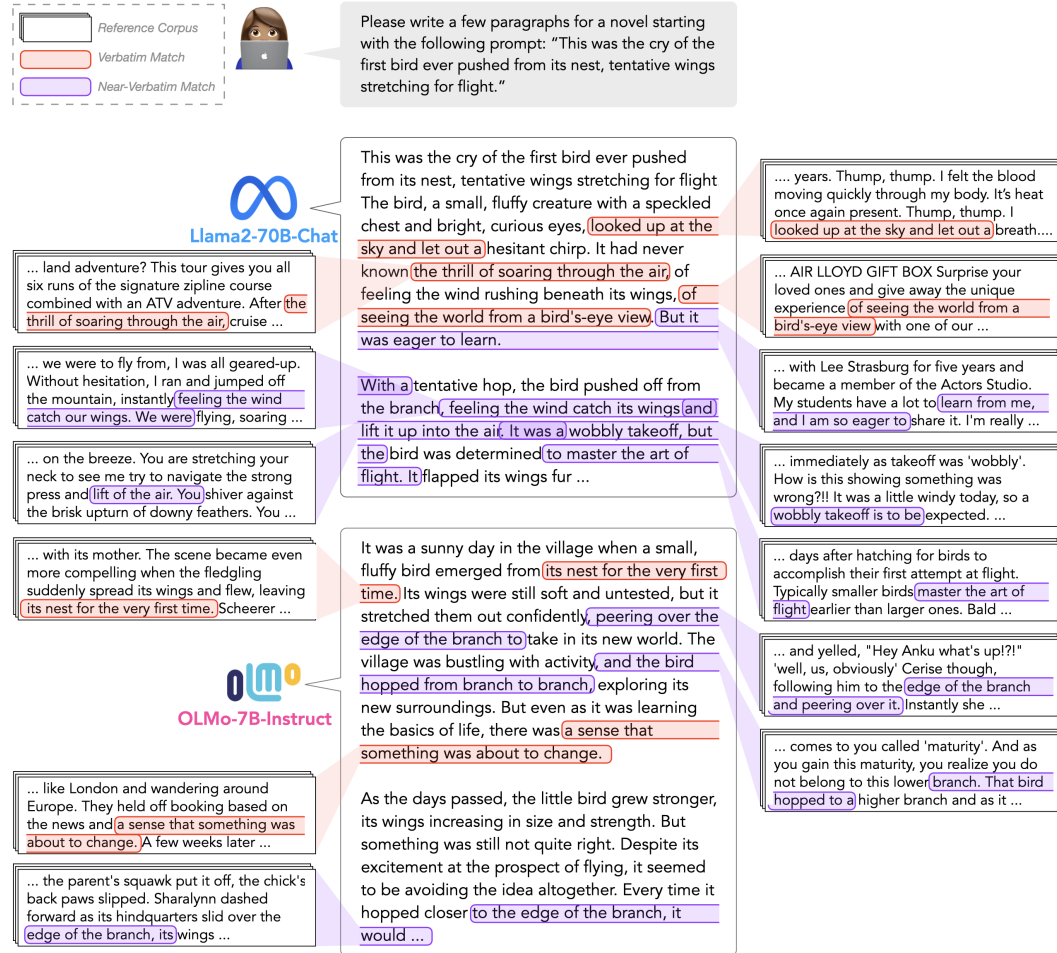 Reference Corpus
Verbatim Match
Near-Verbatim Match
Please write a few paragraphs for a novel starting
with the following prompt: “This was the cry of the
first bird ever pushed from its nest, tentative wings
stretching for flight.“
Llama2-70B-Chat
This was the cry of the first bird ever pushed
from its nest, tentative wings stretching for flight
The bird, a small, fluffy creature with a speckled
chest and bright, curious eyes, looked up at the
sky and let out a hesitant chirp. It had never
known the thrill of soaring through the air, of
feeling the wind rushing beneath its wings, of
seeing the world from a bird's-eye view. But it
was eager to learn.
With a tentative hop, the bird pushed off from
the branch, feeling the wind catch its wings and
lift it up into the air. It was a wobbly takeoff, but
the bird was determined to master the art of
flight. It flapped its wings fur ...
... land adventure? This tour gives you all
six runs of the signature zipline course
combined with an ATV adventure. After the
thrill of soaring through the air, cruise ...
... we were to fly from, I was all geared-up.
Without hesitation, I ran and jumped off
the mountain, instantly feeling the wind
catch our wings. We were flying, soaring ...
... on the breeze. You are stretching your
neck to see me try to navigate the strong
press and lift of the air. You shiver against
the brisk upturn of downy feathers. You ...
... with its mother. The scene became even
more compelling when the fledgling
suddenly spread its wings and flew, leaving
its nest for the very first time. Scheerer ...
.... years. Thump, thump. I felt the blood
moving quickly through my body. It’s heat
once again present. Thump, thump. I
looked up at the sky and let out a breath....
... AIR LLOYD GIFT BOX Surprise your
loved ones and give away the unique
experience of seeing the world from a
bird's-eye view with one of our ...
... with Lee Strasburg for five years and
became a member of the Actors Studio.
My students have a lot to learn from me,
and I am so eager to share it. I'm really ...
... immediately as takeoff was 'wobbly'.
How is this showing something was
wrong?!! It was a little windy today, so a
wobbly takeoff is to be expected. ...
... days after hatching for birds to
accomplish their first attempt at flight.
Typically smaller birds master the art of
flight earlier than larger ones. Bald ...
... and yelled, "Hey Anku what's up!?!"
'well, us, obviously' Cerise though,
following him to the edge of the branch
and peering over it. Instantly she ...
... comes to you called 'maturity'. And as
you gain this maturity, you realize you do
not belong to this lower branch. That bird
hopped to a higher branch and as it ...
OLMo
OLMo-7B-Instruct
It was a sunny day in the village when a small,
fluffy bird emerged from its nest for the very first
time. Its wings were still soft and untested, but it
stretched them out confidently, peering over the
edge of the branch to take in its new world. The
village was bustling with activity, and the bird
hopped from branch to branch, exploring its
new surroundings. But even as it was learning
the basics of life, there was a sense that
something was about to change.
As the days passed, the little bird grew stronger,
its wings increasing in size and strength. But
something was still not quite right. Despite its
excitement at the prospect of flying, it seemed
to be avoiding the idea altogether. Every time it
hopped closer to the edge of the branch, it
would ...
... like London and wandering around
Europe. They held off booking based on
the news and a sense that something was
about to change. A few weeks later ...
... the parent's squawk put it off, the chick's
back paws slipped. Sharalynn dashed
forward as its hindquarters slid over the
edge of the branch, its wings ...